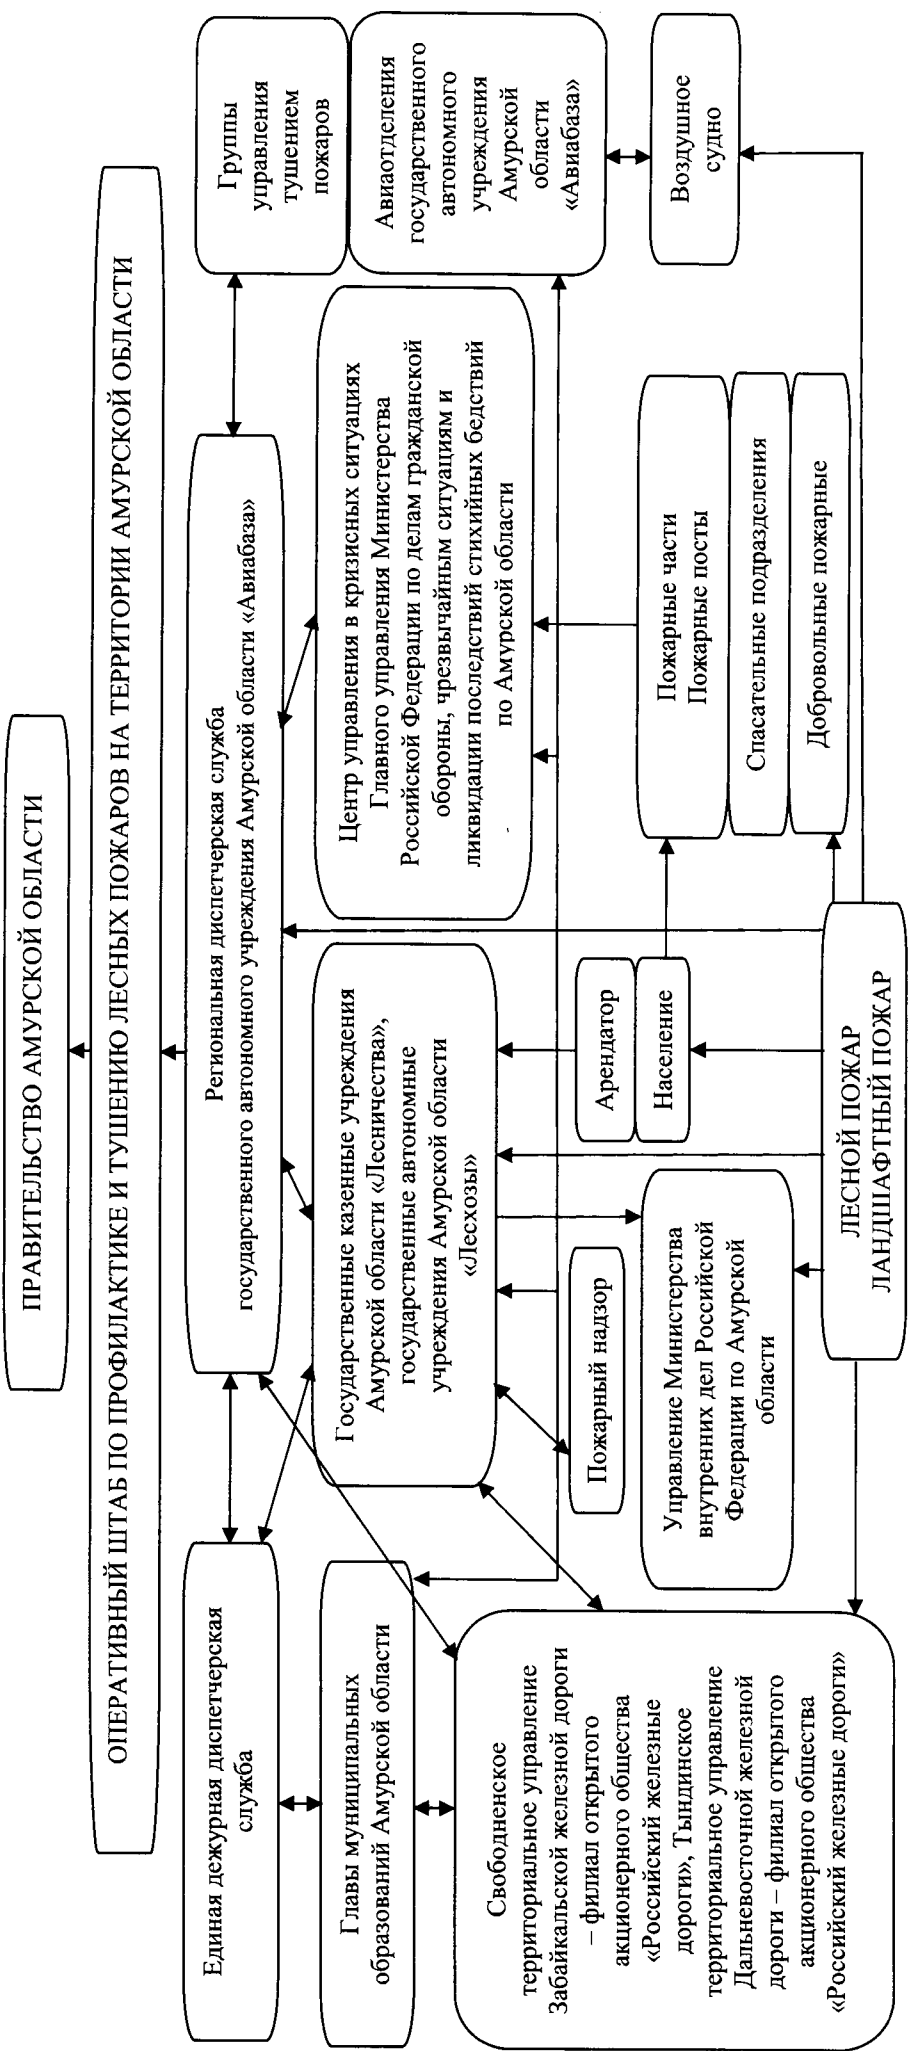 ПРАВИТЕЛЬСТВО АМУРСКОЙ ОБЛАСТИ
ОПЕРАТИВНЫЙ ШТАБ ПО ПРОФИЛАКТИКЕ И ТУШЕНИЮ ЛЕСНЫХ ПОЖАРОВ НА ТЕРРИТОРИИ АМУРСКОЙ ОБЛАСТИ
Единая дежурная диспетчерская
служба
Региональная диспетчерская служба
государственного автономного учреждения Амурской области «Авиабаза»
Группы
управления
тушением
пожаров
Главы муниципальных
образований Амурской области
Государственные казенные учреждения
Амурской области «Лесничества»,
государственные автономные
учреждения Амурской области
«Лесхозы»
Центр управления в кризисных ситуациях
Главного управления Министерства
Российской Федерации по делам гражданской
обороны, чрезвычайным ситуациям и
ликвидации последствий стихийных бедствий
по Амурской области
Авиаотделения
государственного
автономного
учреждения
Амурской
области
«Авиабаза»
Свободненское
территориальное управление
Забайкальской железной дороги
– филиал открытого
акционерного общества
«Российский железные
дороги», Тындинское
территориальное управление
Дальневосточной железной
дороги – филиал открытого
акционерного общества
«Российский железные дороги»
Пожарный надзор
Управление Министерства
внутренних дел Российской
Федерации по Амурской
области
Арендатор
Население
Пожарные части
Пожарные посты
Спасательные подразделения
Добровольные пожарные
Воздушное
судно
ЛЕСНОЙ ПОЖАР
ЛАНДШАФТНЫЙ ПОЖАР